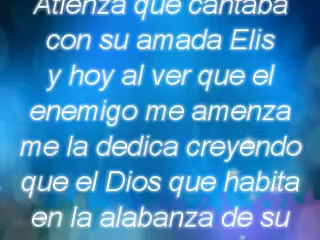 Atienza que cantaba
con su amada Elis
y hoy al ver que el
enemigo me amenza
me la dedica creyendo
que el Dios que habita
en la alabanza de su